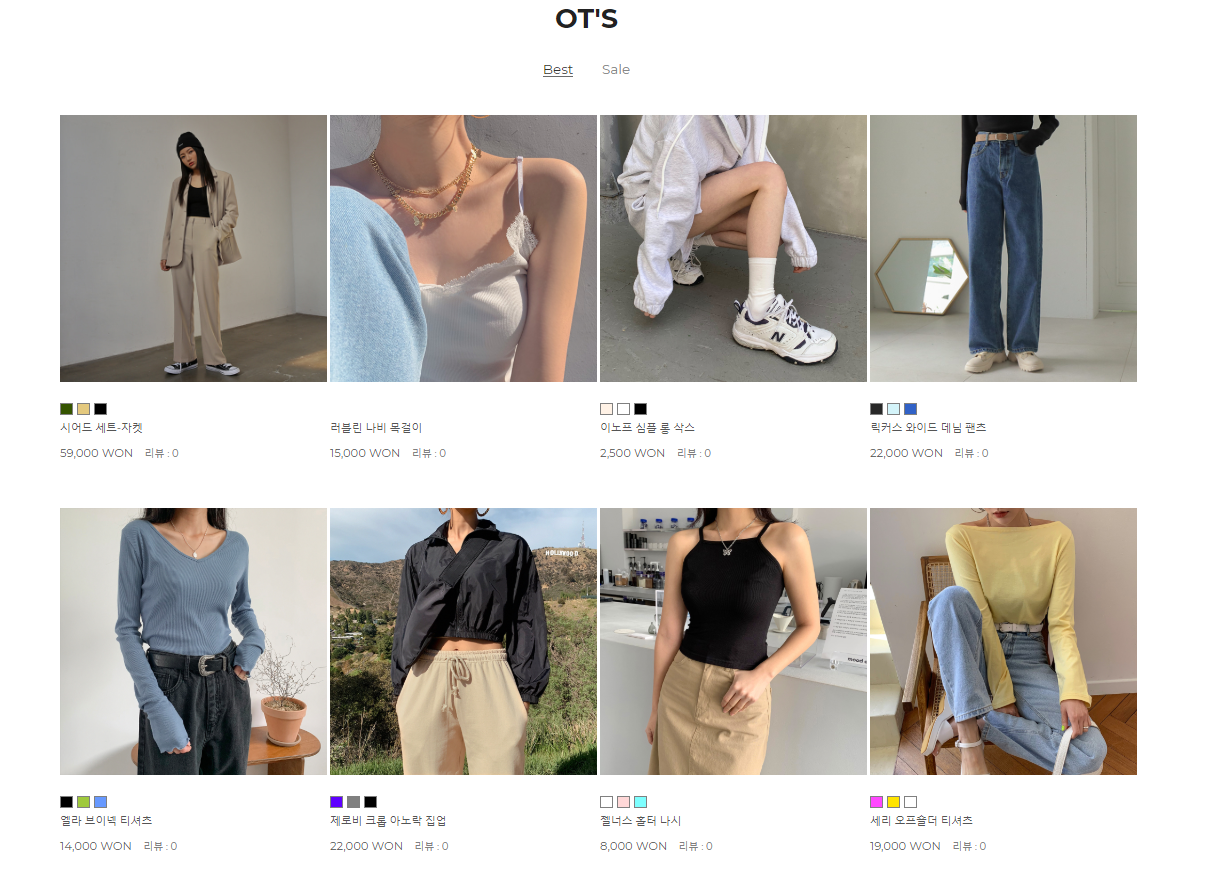 OT'S
Best Sale
HOLLYWOOD
N
시어드 세트-자켓
59,000 WON 리뷰 : 0
러블린 나비 목걸이
15,000 WON 리뷰 : 0
이노프 심플 롱 삭스
2,500 WON 리뷰 : 0
릭커스 와이드 데님 팬츠
22,000 WON 리뷰 : 0
엘라 브이넥 티셔츠
14,000 WON 리뷰 : 0
제로비 크롭 아노락 집업
22,000 WON 리뷰 : 0
젤너스 홀터 나시
8,000 WON 리뷰 : 0
세리 오프숄더 티셔츠
19,000 WON 리뷰 : 0